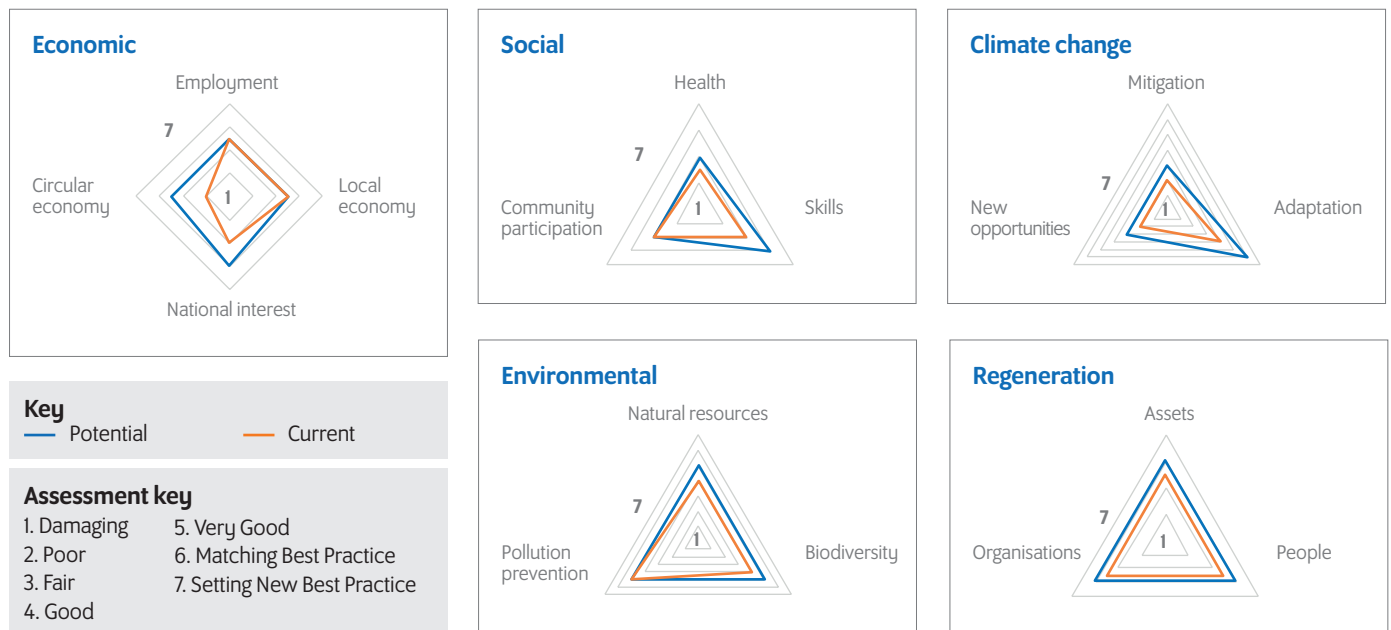 Economic
Employment
7
Circular
economy
1
Local
economy
National interest
Social
Health
7
Community
participation
1
Skills
Climate change
Mitigation
7
New
opportunities
1
Adaptation
Key
Potential
Current
Assessment key
1. Damaging
2. Poor
3. Fair
4. Good
5. Very Good
6. Matching Best Practice
7. Setting New Best Practice
Environmental
Natural resources
7
Pollution
prevention
1
Biodiversity
Regeneration
Assets
7
Organisations
1
People